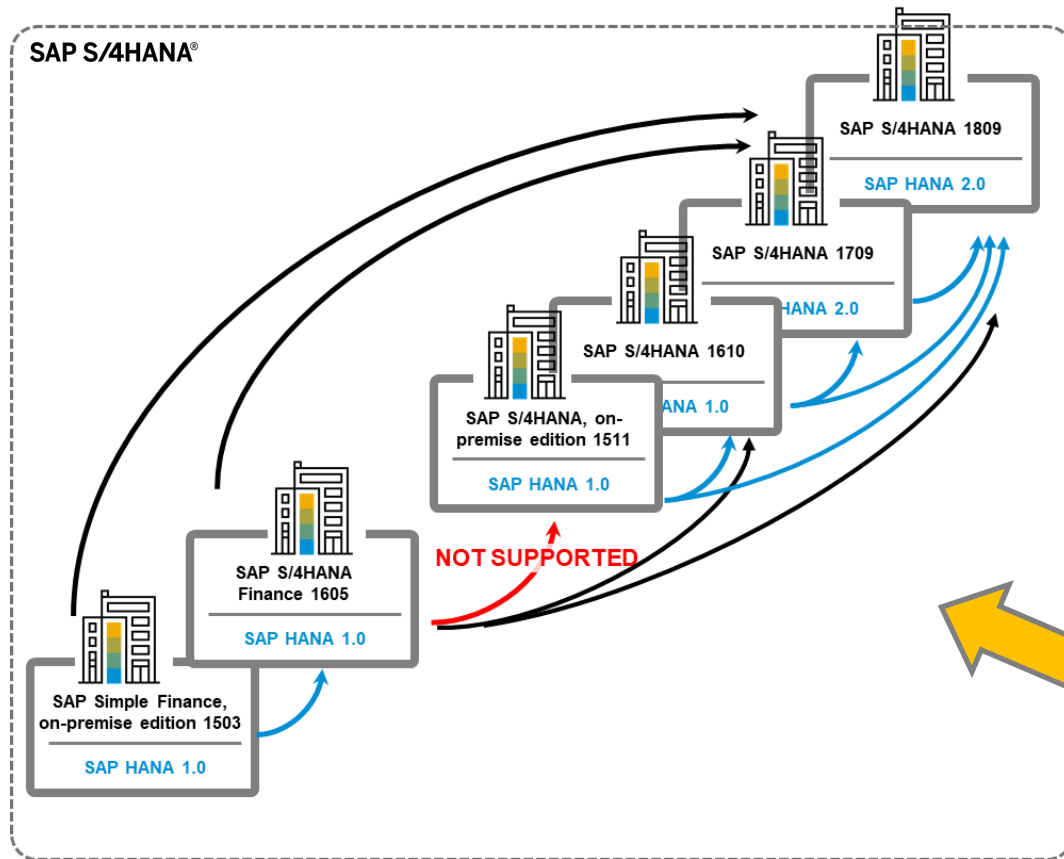 SAP S/4HANA®
SAP S/4HANA 1809
SAP HANA 2.0
SAP S/4HANA 1709
HANA 2.0
SAP S/4HANA 1610
ANA 1.0
SAP S/4HANA, on-
premise edition 1511
SAP HANA 1.0
NOT SUPPORTED
SAP S/4HANA
Finance 1605
SAP HANA 1.0
SAP Simple Finance,
on-premise edition 1503
SAP HANA 1.0